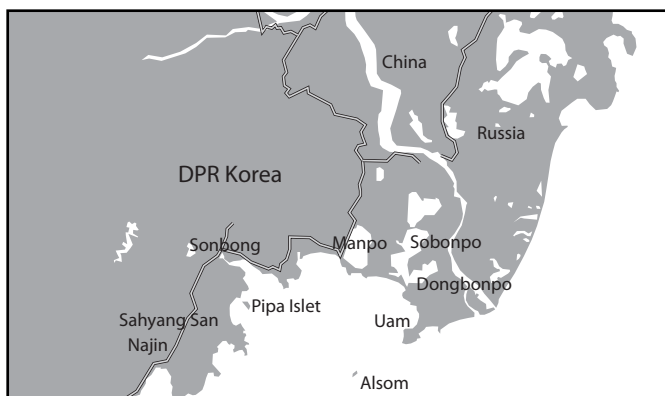 China
Russia
DPR Korea
Sonbong
Manpo
Sobonpo
Dongbonpo
Pipa Islet
Sahyang San
Uam
Najin
Alsom